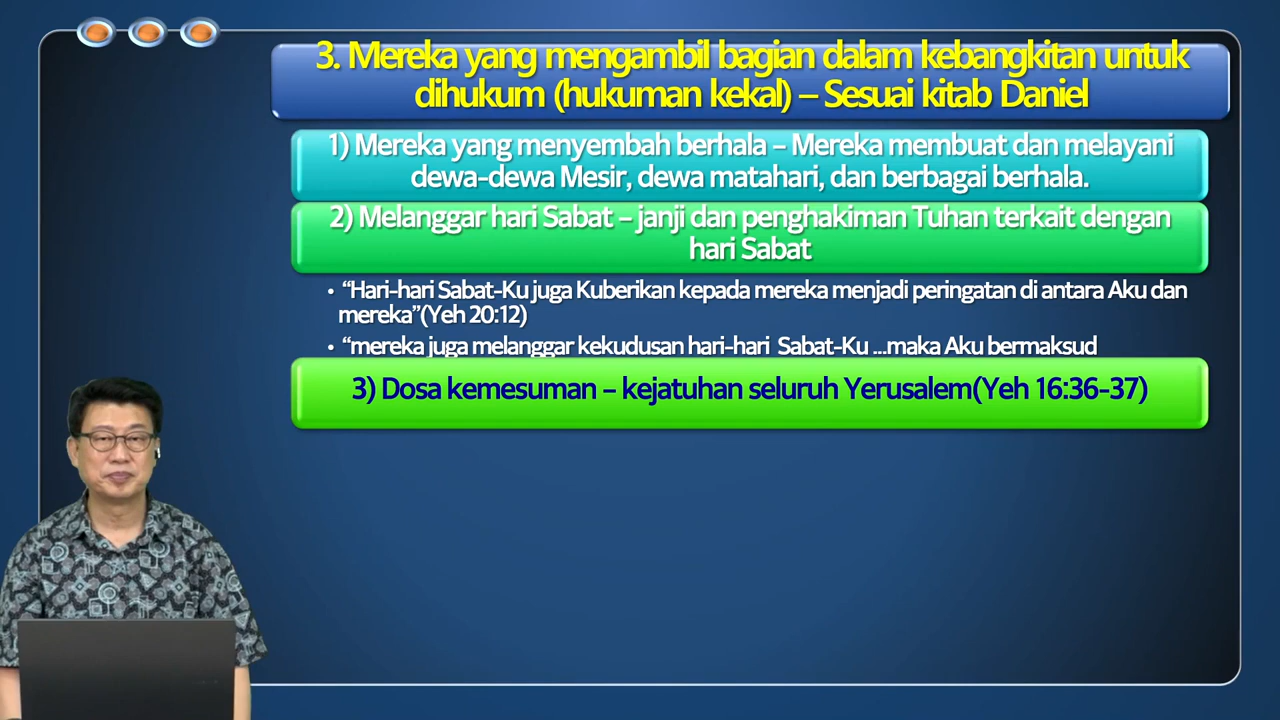 3. Mereka yang mengambil bagian dalam kebangkitan untuk
dihukum (hukuman kekal) – Sesuai kitab Daniel
1) Mereka yang menyembah berhala – Mereka membuat dan melayani
dewa-dewa Mesir, dewa matahari, dan berbagai berhala.
2) Melanggar hari Sabat – janji dan penghakiman Tuhan terkait dengan
hari Sabat
• “Hari-hari Sabat-Ku juga Kuberikan kepada mereka menjadi peringatan di antara Aku dan
mereka”(Yeh 20:12)
• “mereka juga melanggar kekudusan hari-hari Sabat-Ku ...maka Aku bermaksud
3) Dosa kemesuman – kejatuhan seluruh Yerusalem(Yeh 16:36-37)